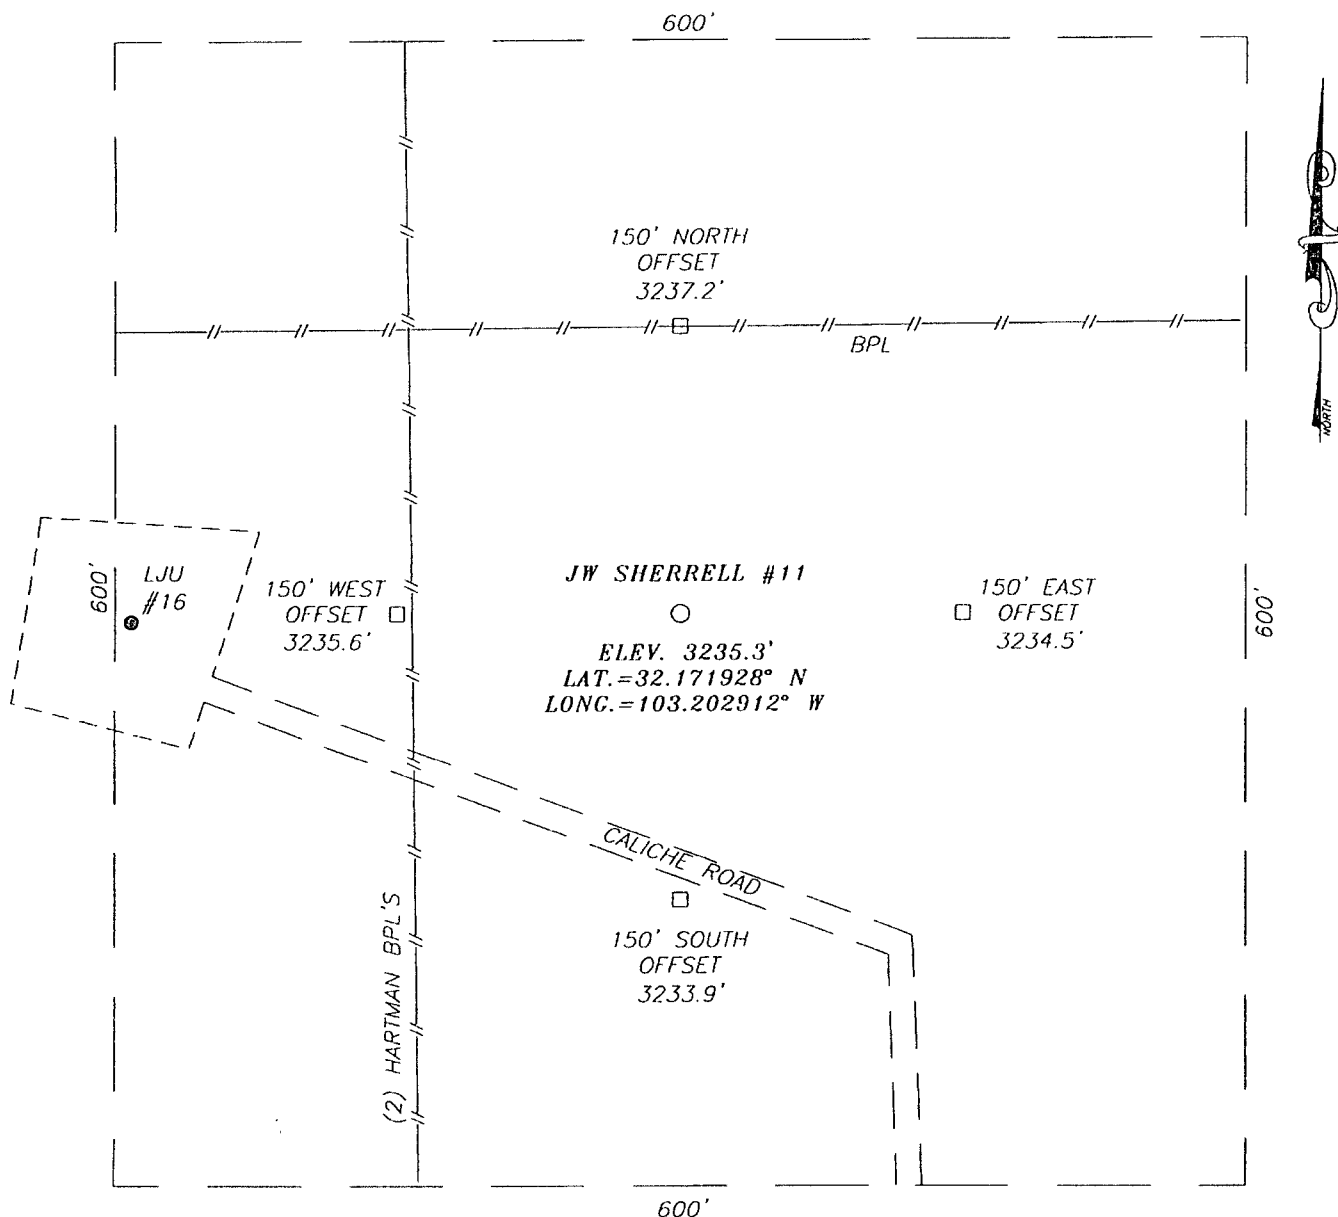 600'
150' NORTH
OFFSET
3237.2'
BPL
NORTH
LJU
#16
600'
150' WEST
OFFSET
3235.6'
JW SHERRELL #11
ELEV. 3235.3'
LAT.=32.171928° N
LONG.=103.202912° W
150' EAST
OFFSET
3234.5'
600'
CALICHE ROAD
150' SOUTH
OFFSET
3233.9'
(2) HARTMAN BPL'S
600'